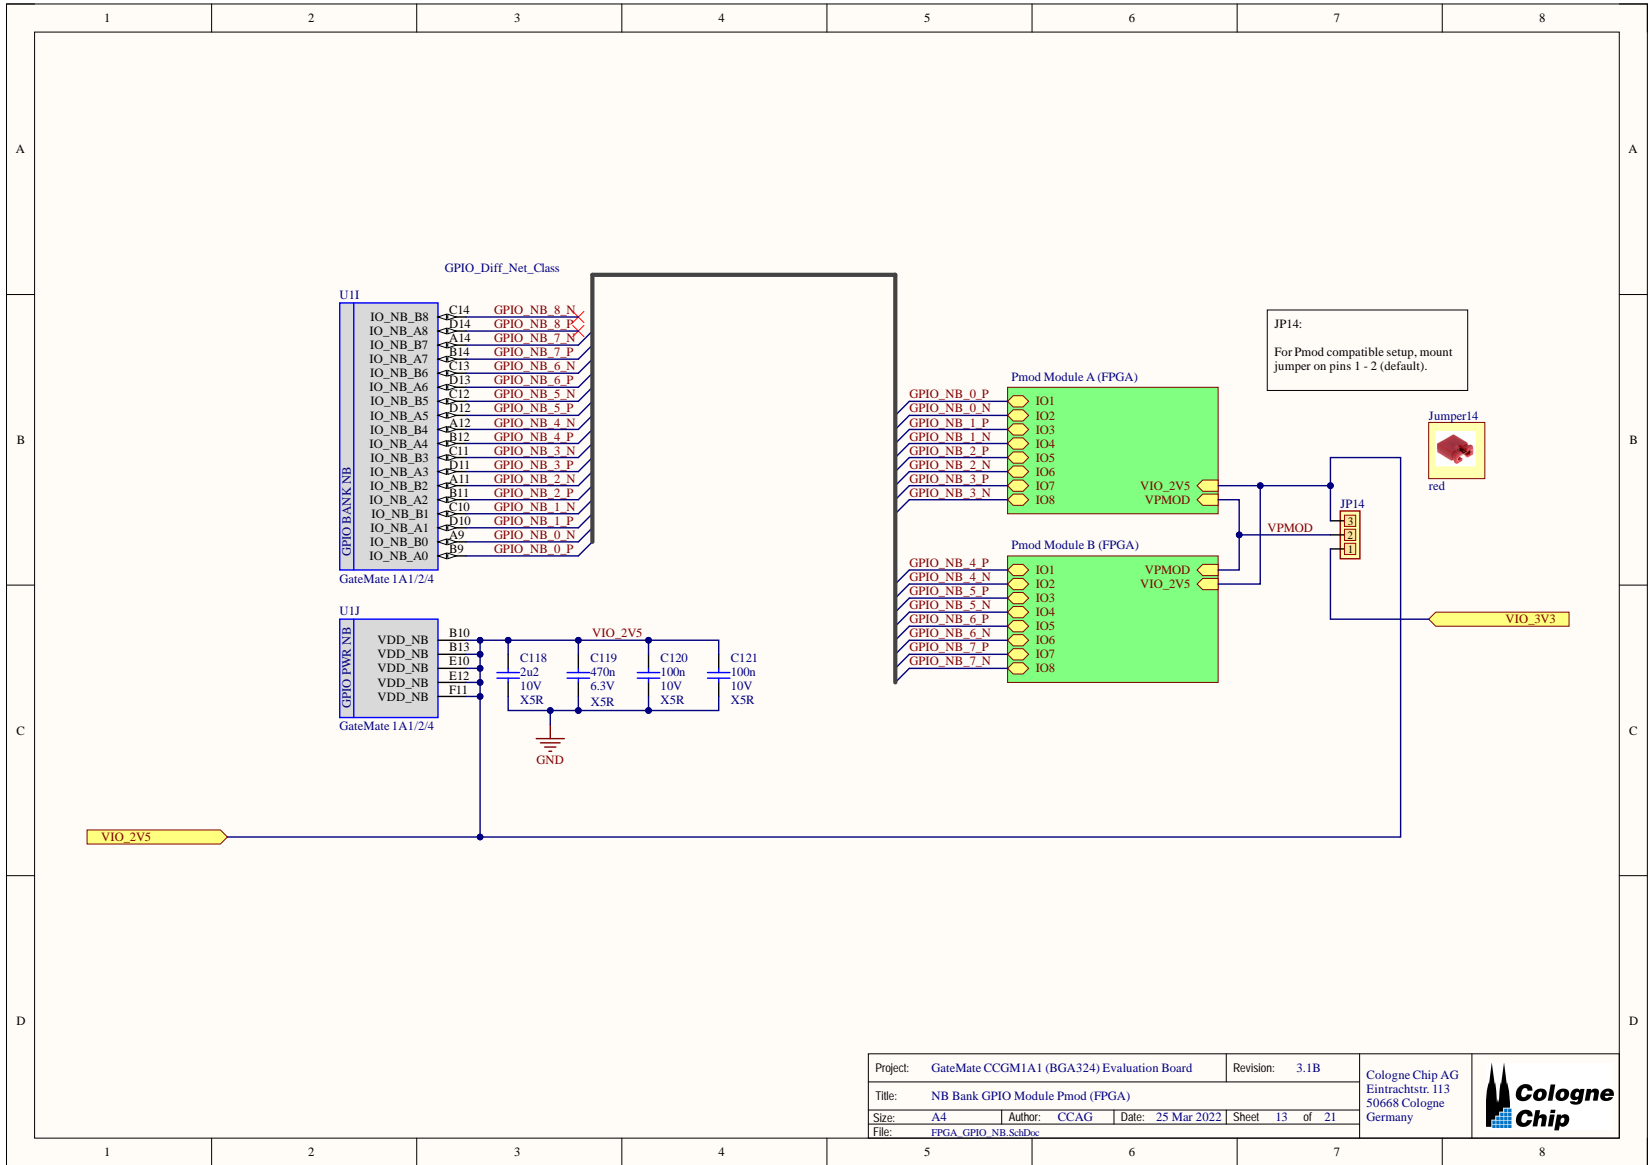 1 2 3 4 5 6 7 8
A A
B B
C C
D D
GPIO_Diff_Net_Class
U1I
GPIO BANK NB
IO_NB_B8 C14 GPIO_NB_8_N
IO_NB_A8 D14 GPIO_NB_8_P
IO_NB_B7 A14 GPIO_NB_7_N
IO_NB_A7 B14 GPIO_NB_7_P
IO_NB_B6 C13 GPIO_NB_6_N
IO_NB_A6 D13 GPIO_NB_6_P
IO_NB_B5 C12 GPIO_NB_5_N
IO_NB_A5 D12 GPIO_NB_5_P
IO_NB_B4 A12 GPIO_NB_4_N
IO_NB_A4 B12 GPIO_NB_4_P
IO_NB_B3 C11 GPIO_NB_3_N
IO_NB_A3 D11 GPIO_NB_3_P
IO_NB_B2 A11 GPIO_NB_2_N
IO_NB_A2 B11 GPIO_NB_2_P
IO_NB_B1 C10 GPIO_NB_1_N
IO_NB_A1 D10 GPIO_NB_1_P
IO_NB_B0 A9 GPIO_NB_0_N
IO_NB_A0 B9 GPIO_NB_0_P
GateMate 1A1/2/4
U1J
GPIO PWR NB
VDD_NB B10
VDD_NB B13
VDD_NB E10
VDD_NB E12
VDD_NB F11
GateMate 1A1/2/4
VIO_2V5
C118 C119 C120 C121
2u2 470n 100n 100n
10V 6.3V 10V 10V
X5R X5R X5R X5R
GND
VIO_2V5
Pmod Module A (FPGA)
GPIO_NB_0_P IO1
GPIO_NB_0_N IO2
GPIO_NB_1_P IO3
GPIO_NB_1_N IO4
GPIO_NB_2_P IO5
GPIO_NB_2_N IO6
GPIO_NB_3_P IO7 VIO_2V5
GPIO_NB_3_N IO8 VPMOD
Pmod Module B (FPGA)
GPIO_NB_4_P IO1 VPMOD
GPIO_NB_4_N IO2 VIO_2V5
GPIO_NB_5_P IO3
GPIO_NB_5_N IO4
GPIO_NB_6_P IO5
GPIO_NB_6_N IO6
GPIO_NB_7_P IO7
GPIO_NB_7_N IO8
JP14:
For Pmod compatible setup, mount
jumper on pins 1 - 2 (default).
Jumper14
red
JP14
3
VPMOD 2
1
VIO_3V3
Project: GateMate CCGM1A1 (BGA324) Evaluation Board Revision: 3.1B
Title: NB Bank GPIO Module Pmod (FPGA)
Size: A4 Author: CCAG Date: 25 Mar 2022 Sheet 13 of 21
File: FPGA_GPIO_NB.SchDoc
Cologne Chip AG
Eintrachtstr. 113
50668 Cologne
Germany
Cologne
Chip
1 2 3 4 5 6 7 8